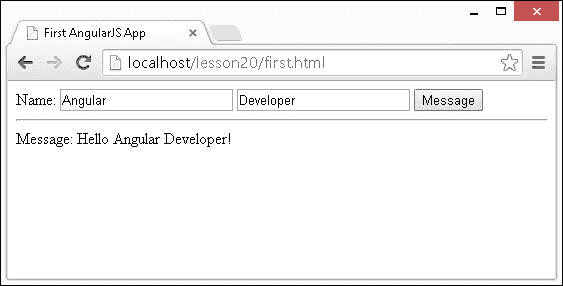 First AngularJS App
localhost/lesson20/first.html
Name: Angular Developer Message
Message: Hello Angular Developer!